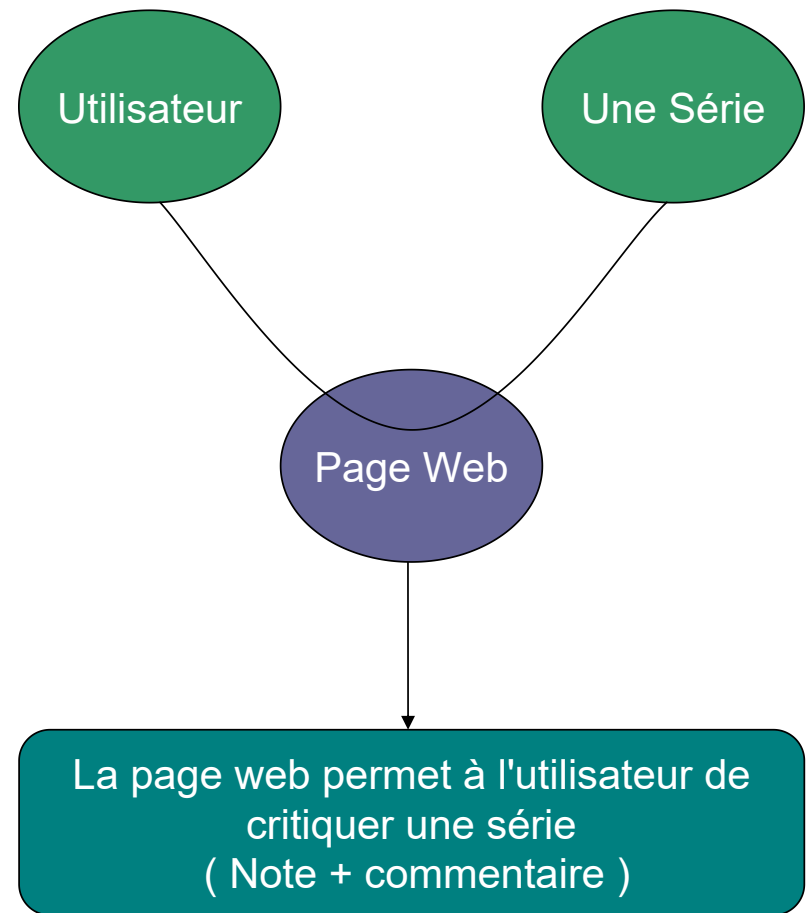 Utilisateur
Une Série
Page Web
La page web permet à l'utilisateur de
critiquer une série
( Note + commentaire )